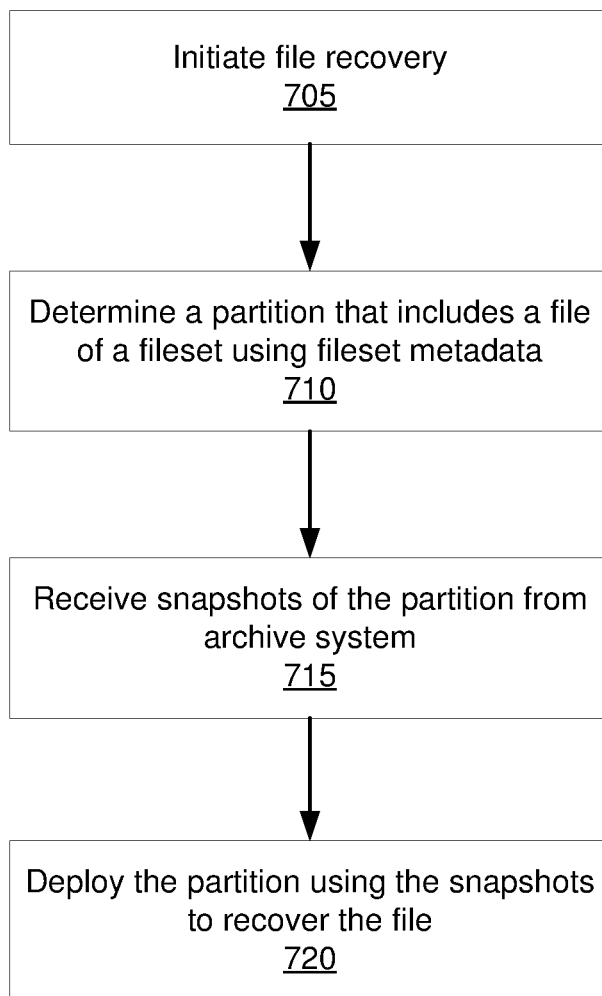 Initiate file recovery
705
Determine a partition that includes a file
of a fileset using fileset metadata
710
Receive snapshots of the partition from
archive system
715
Deploy the partition using the snapshots
to recover the file
720